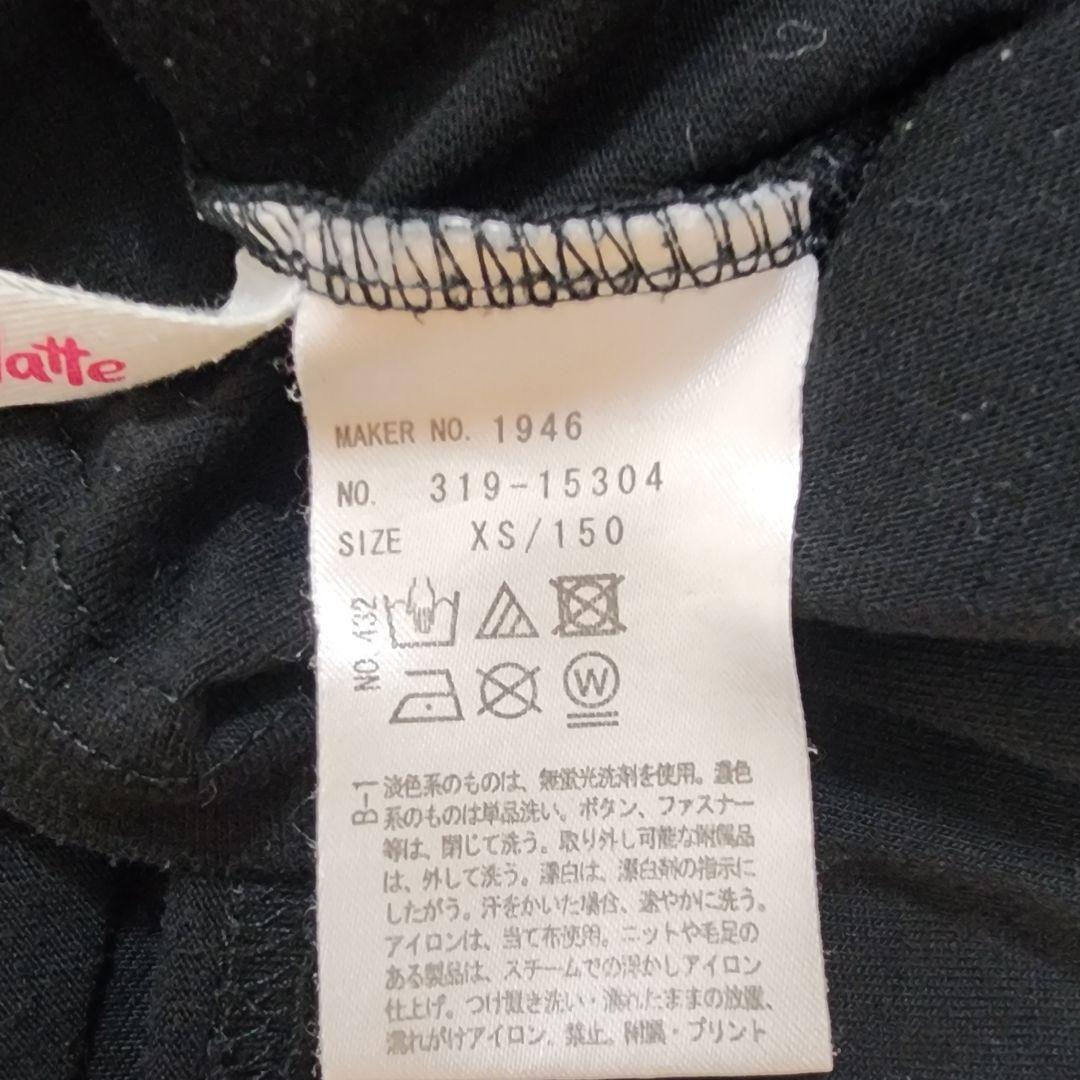 latte
MAKER NO. 1946
NO. 319-15304
SIZE XS/150
NO. 432
W
B-1
淡色系のものは、無蛍光洗剤を使用。濃色
系のものは単品洗い。ボタン、ファスナー
等は、閉じて洗う。取り外し可能な附属品
は、外して洗う。漂白は、漂白剤の指示に
したがう。汗をかいた場合、速やかに洗う。
アイロンは、当て布使用。ニットや毛足の
ある製品は、スチームでの浮かしアイロン
仕上げ。つけ置き洗い・濡れたままの放置、
濡れがけアイロン、禁止。附属・プリント